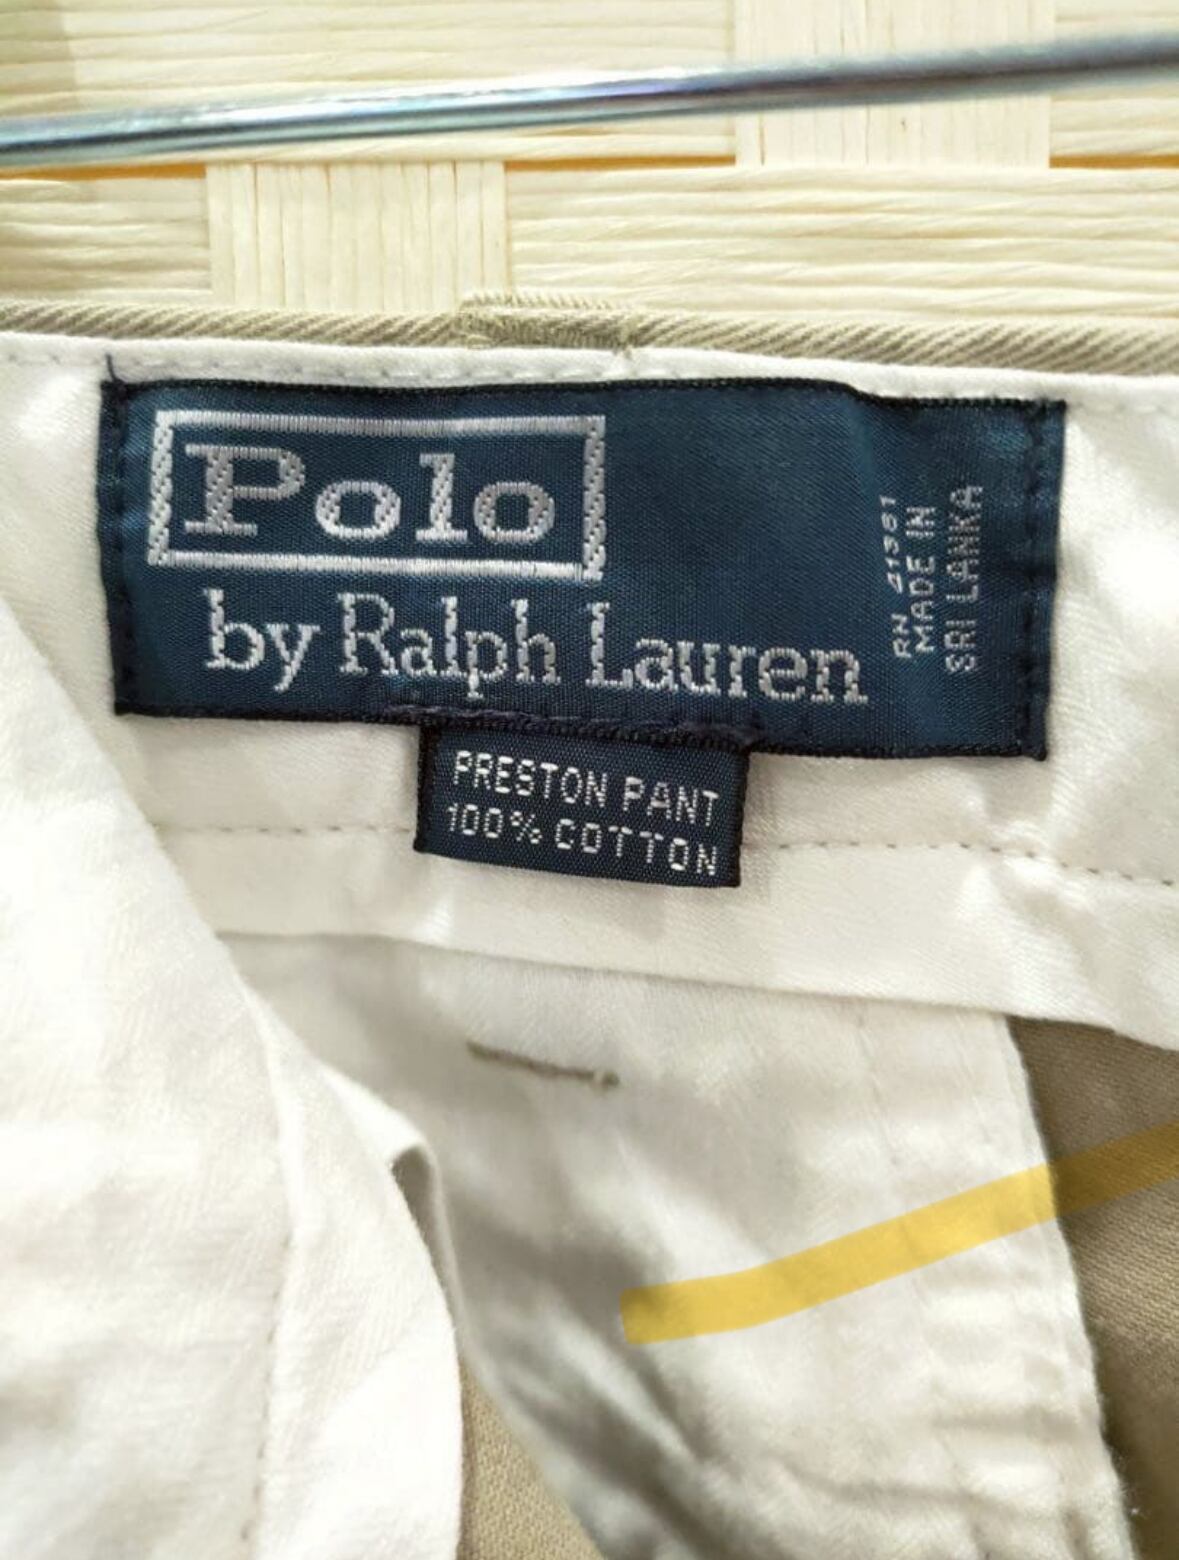 Polo
by Ralph Lauren
RN 41381
MADE IN
SRI LANKA
PRESTON PANT
100% COTTON